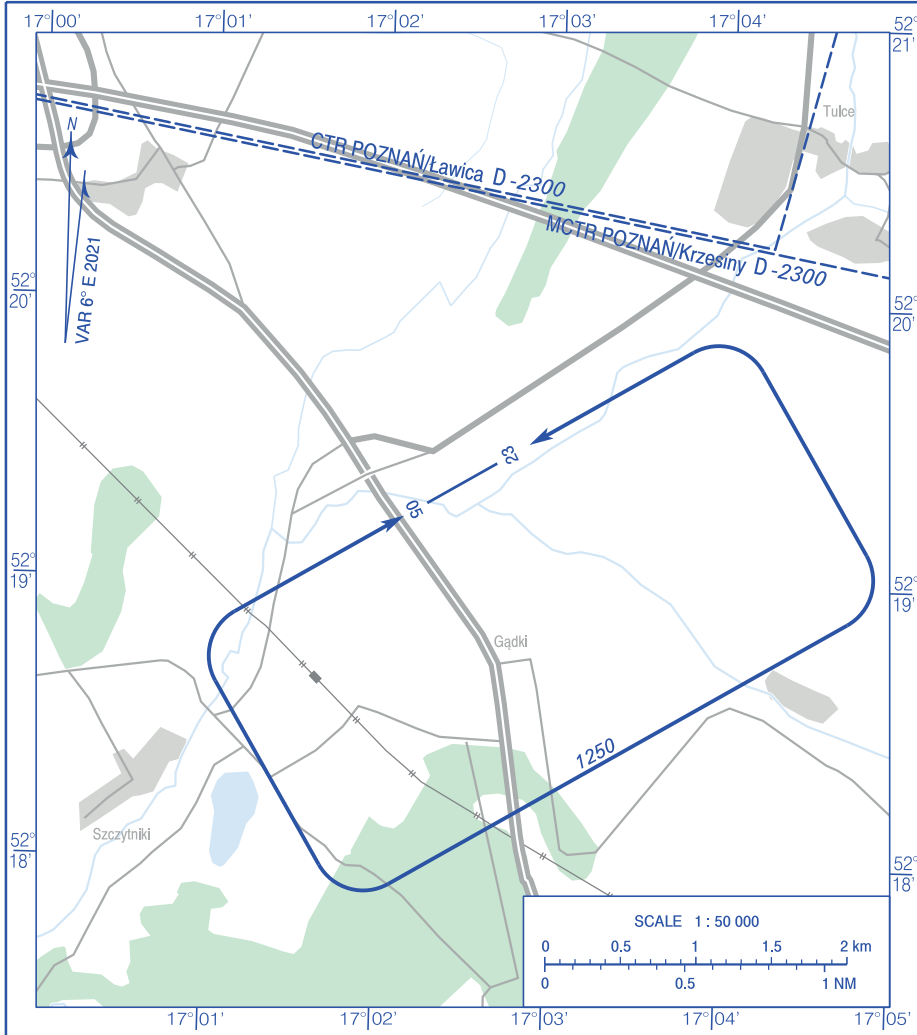 17°00' 17°01' 17°02' 17°03' 17°04' 52°
21'
Tulce
N
CTR POZNAŃ/Ławica D -2300
MCTR POZNAŃ/Krzesiny D -2300
VAR 6° E 2021
52°
20'
52°
20'
23
05
52°
19'
52°
19'
Gądki
1250
Szczytniki
52°
18'
52°
18'
SCALE 1 : 50 000
0 0.5 1 1.5 2 km
0 0.5 1 NM
17°01' 17°02' 17°03' 17°04' 17°05'